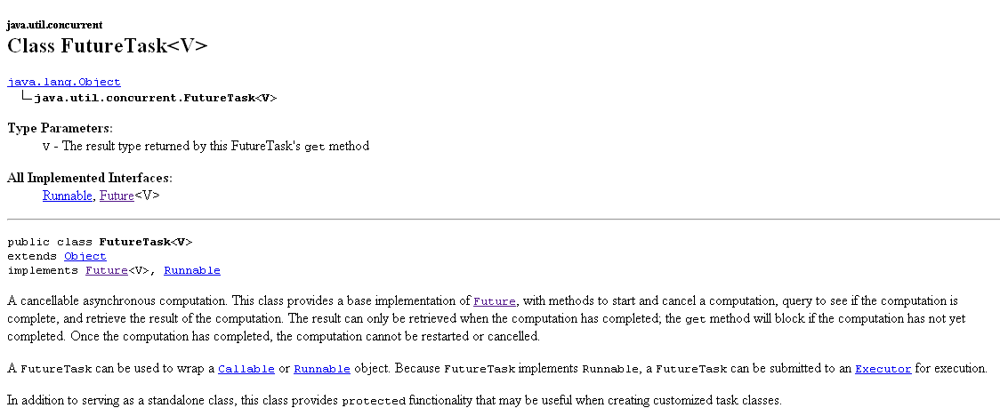 java.util.concurrent
Class FutureTask<V>
java.lang.Object
java.util.concurrent.FutureTask<V>
Type Parameters:
V - The result type returned by this FutureTask's get method
All Implemented Interfaces:
Runnable, Future<V>
public class FutureTask<V>
extends Object
implements Future<V>, Runnable
A cancellable asynchronous computation. This class provides a base implementation of Future, with methods to start and cancel a computation, query to see if the computation is
complete, and retrieve the result of the computation. The result can only be retrieved when the computation has completed; the get method will block if the computation has not yet
completed. Once the computation has completed, the computation cannot be restarted or cancelled.
A FutureTask can be used to wrap a Callable or Runnable object. Because FutureTask implements Runnable, a FutureTask can be submitted to an Executor for execution.
In addition to serving as a standalone class, this class provides protected functionality that may be useful when creating customized task classes.